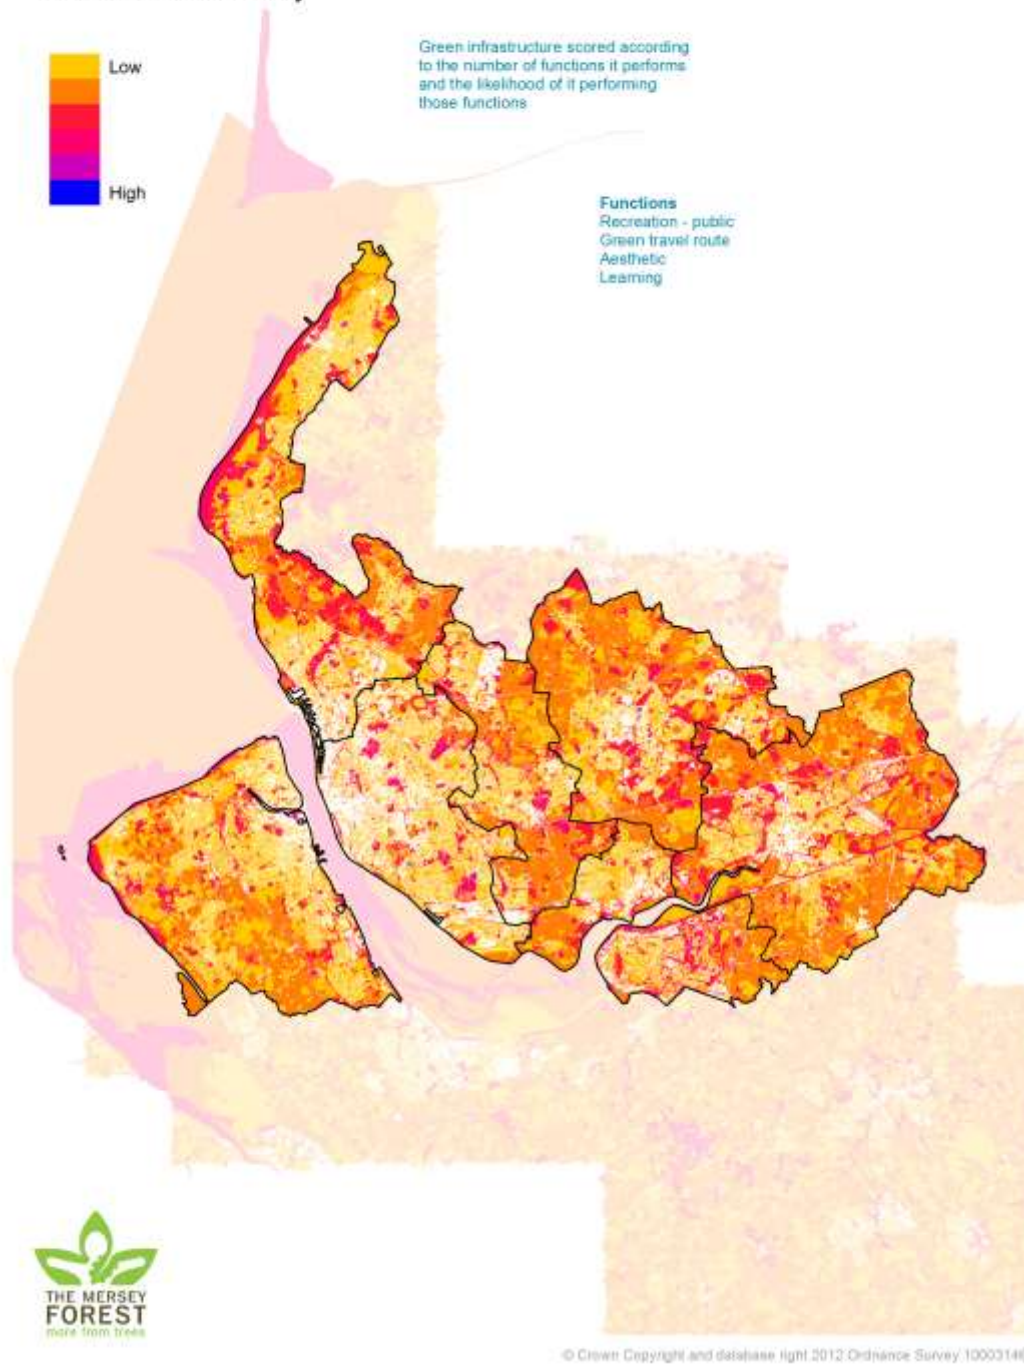 Low
High
Green infrastructure scored according
to the number of functions it performs
and the likelihood of it performing
those functions
Functions
Recreation - public
Green travel route
Aesthetic
Learning
THE MERSEY
FOREST
more from trees
© Crown Copyright and database right 2012 Ordnance Survey